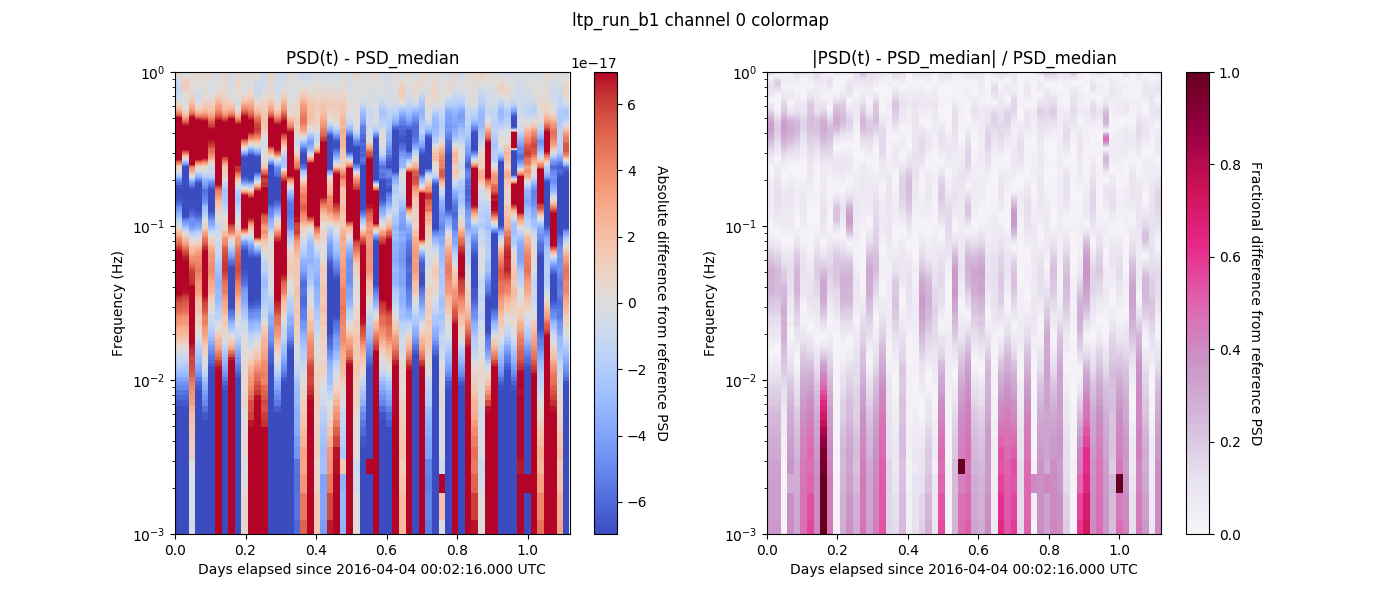 ltp_run_b1 channel 0 colormap
PSD(t) - PSD_median
1e−17
10⁰
10⁻¹
10⁻²
10⁻³
Frequency (Hz)
0.0 0.2 0.4 0.6 0.8 1.0
Days elapsed since 2016-04-04 00:02:16.000 UTC
6
4
2
0
−2
−4
−6
Absolute difference from reference PSD
|PSD(t) - PSD_median| / PSD_median
10⁰
10⁻¹
10⁻²
10⁻³
Frequency (Hz)
0.0 0.2 0.4 0.6 0.8 1.0
Days elapsed since 2016-04-04 00:02:16.000 UTC
1.0
0.8
0.6
0.4
0.2
0.0
Fractional difference from reference PSD